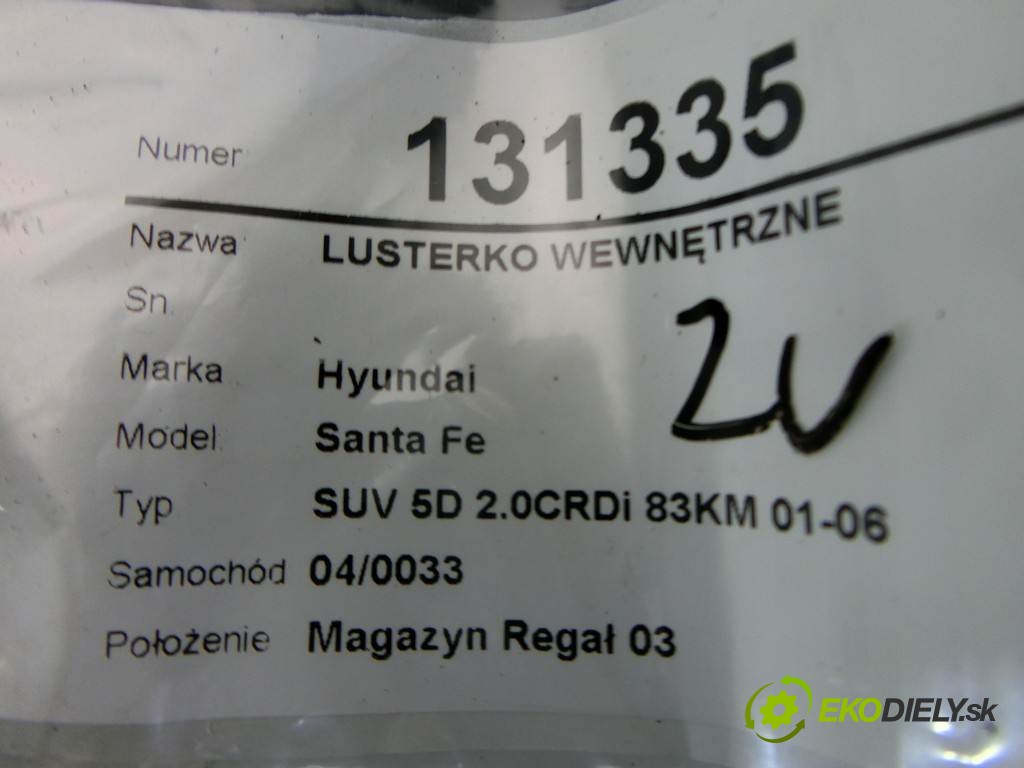 Numer 131335
Nazwa LUSTERKO WEWNĘTRZNE
Sn
Marka Hyundai
Model Santa Fe
Typ SUV 5D 2.0CRDi 83KM 01-06
Samochód 04/0033
Położenie Magazyn Regał 03
EKODIELY.sk